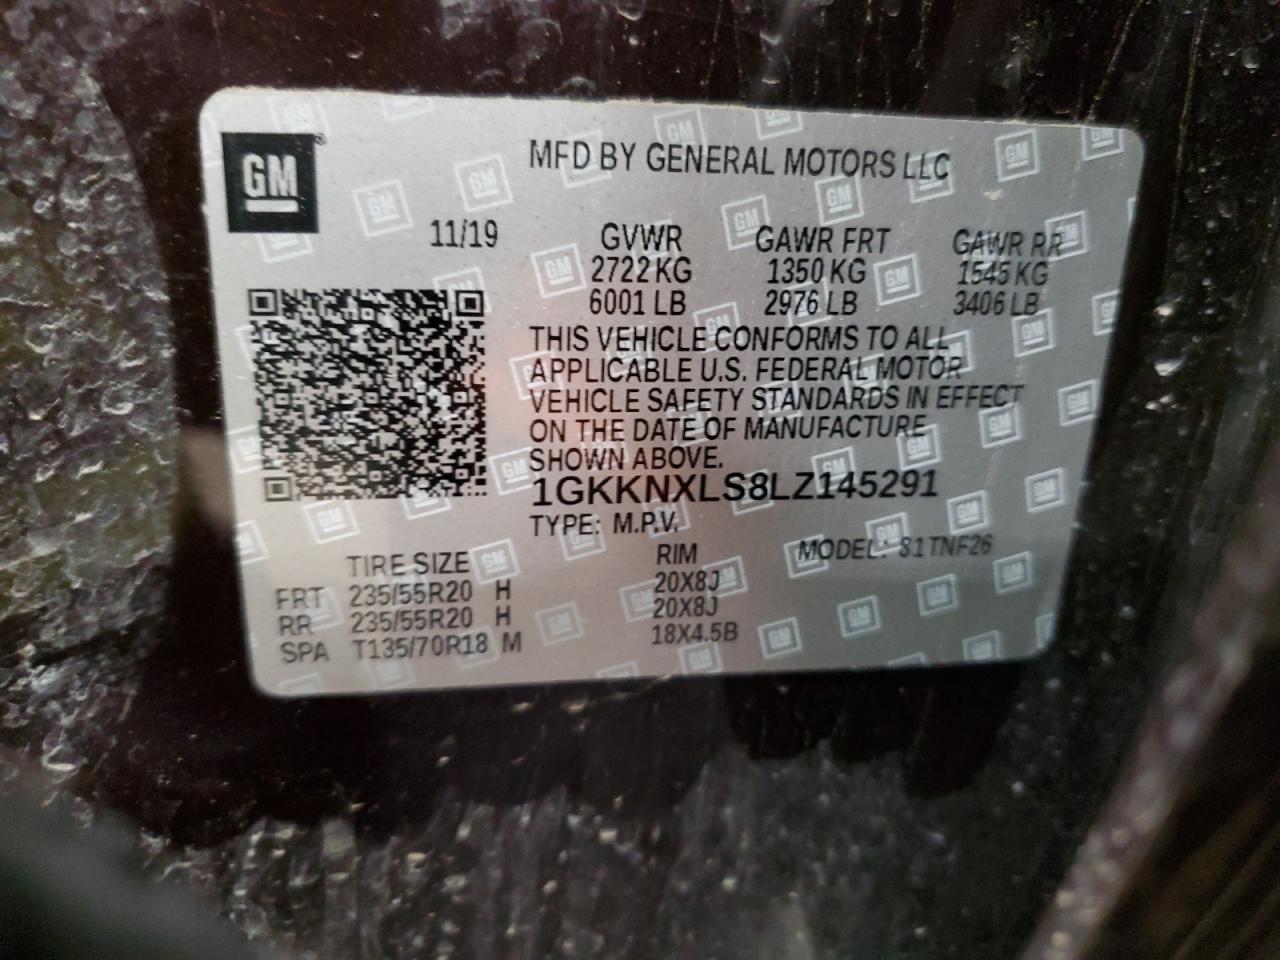 GM
MFD BY GENERAL MOTORS LLC
11/19 GVWR GAWR FRT GAWR RR
2722 KG 1350 KG 1545 KG
6001 LB 2976 LB 3406 LB
THIS VEHICLE CONFORMS TO ALL
APPLICABLE U.S. FEDERAL MOTOR
VEHICLE SAFETY STANDARDS IN EFFECT
ON THE DATE OF MANUFACTURE
SHOWN ABOVE.
1GKKNXLS8LZ145291
TYPE: M.P.V. MODEL: S1TNF26
TIRE SIZE RIM
FRT 235/55R20 H 20X8J
RR 235/55R20 H 20X8J
SPA T135/70R18 M 18X4.5B